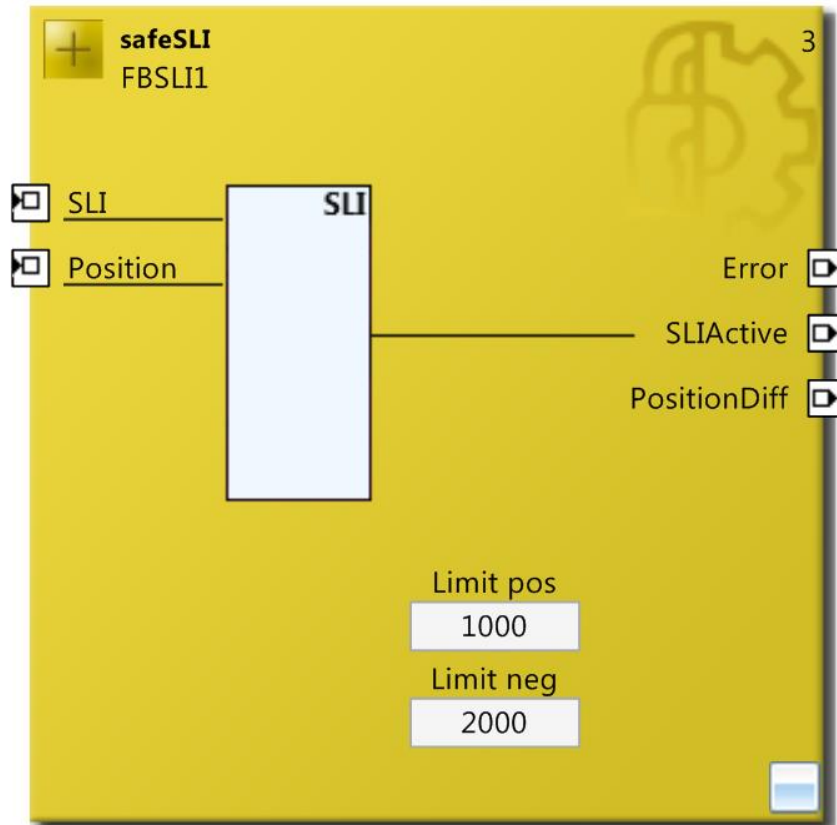 safeSLI
3
FBSLI1
SLI
SLI
Position
Error
SLIActive
PositionDiff
Limit pos
1000
Limit neg
2000